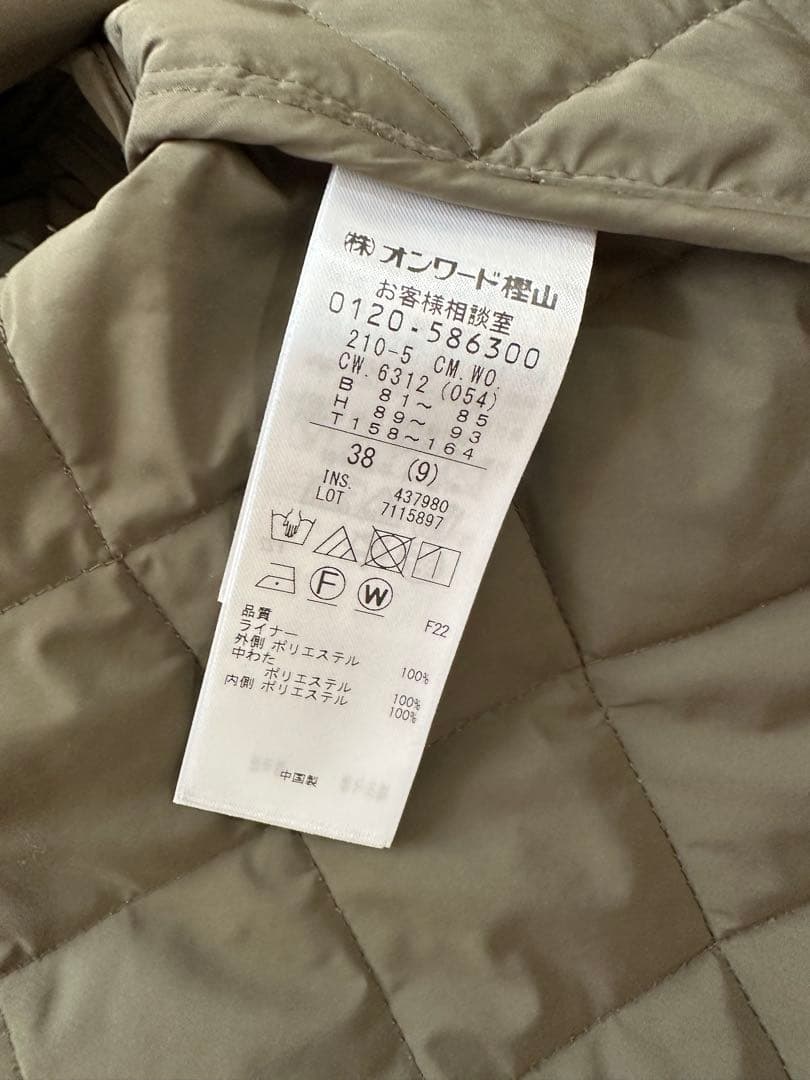 ㈱オンワード樫山
お客様相談室
0120-586300
210-5 CM.WO.
CW.6312(054)
B 81～ 85
H 89～ 93
T158～164
38 (9)
INS. 437980
LOT 7115897
F W
F22
品質
ライナー
外側 ポリエステル 100%
中わた
ポリエステル 100%
内側 ポリエステル 100%
中国製